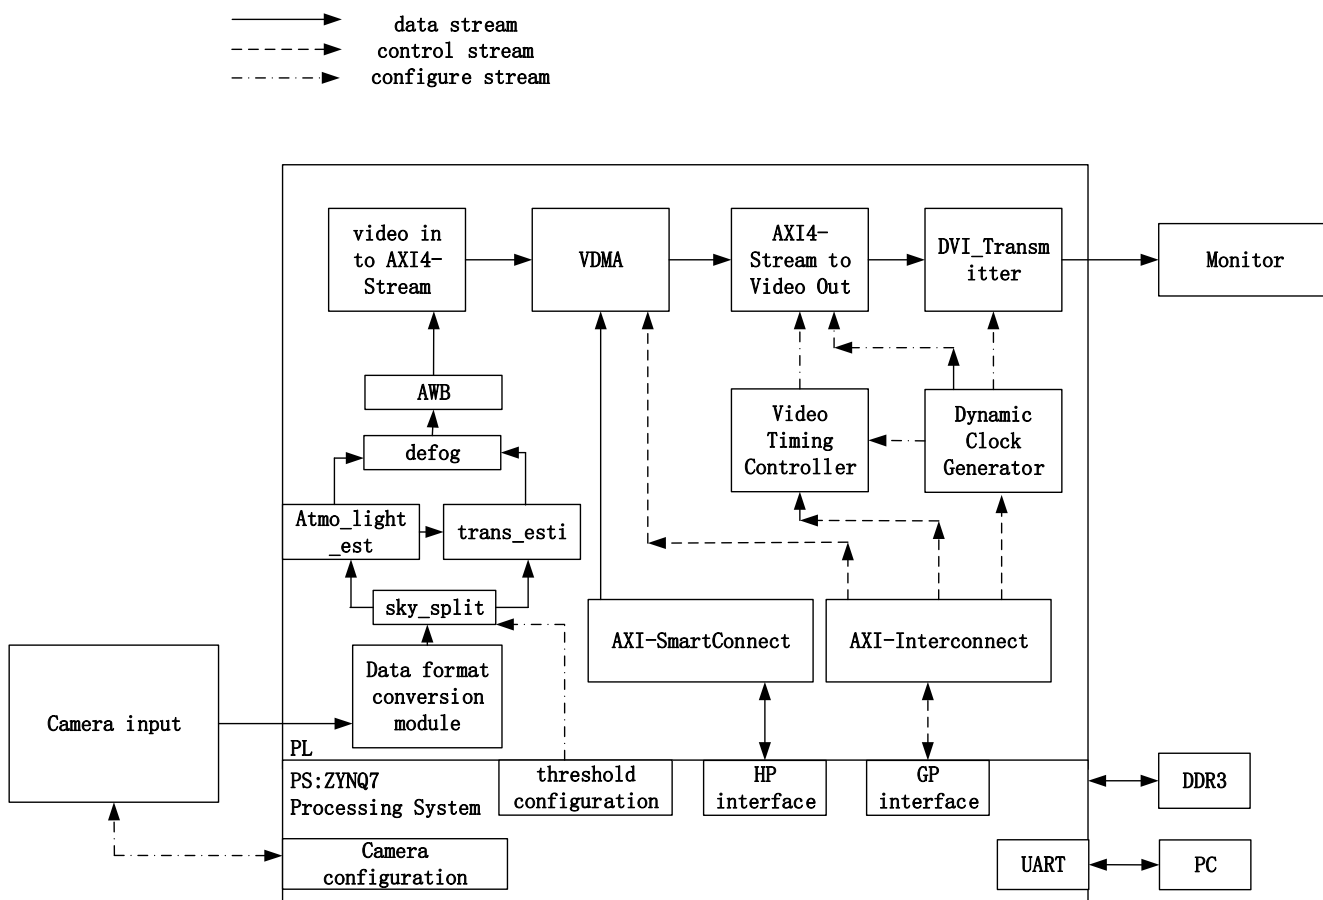 data stream
control stream
configure stream
video in
to AXI4-
Stream
VDMA
AXI4-
Stream to
Video Out
DVI_Transm
itter
Monitor
AWB
defog
Video
Timing
Controller
Dynamic
Clock
Generator
Atmo_light
_est
trans_esti
sky_split
AXI-SmartConnect
AXI-Interconnect
Camera input
Data format
conversion
module
PL
PS:ZYNQ7
Processing System
threshold
configuration
HP
interface
GP
interface
DDR3
Camera
configuration
UART
PC